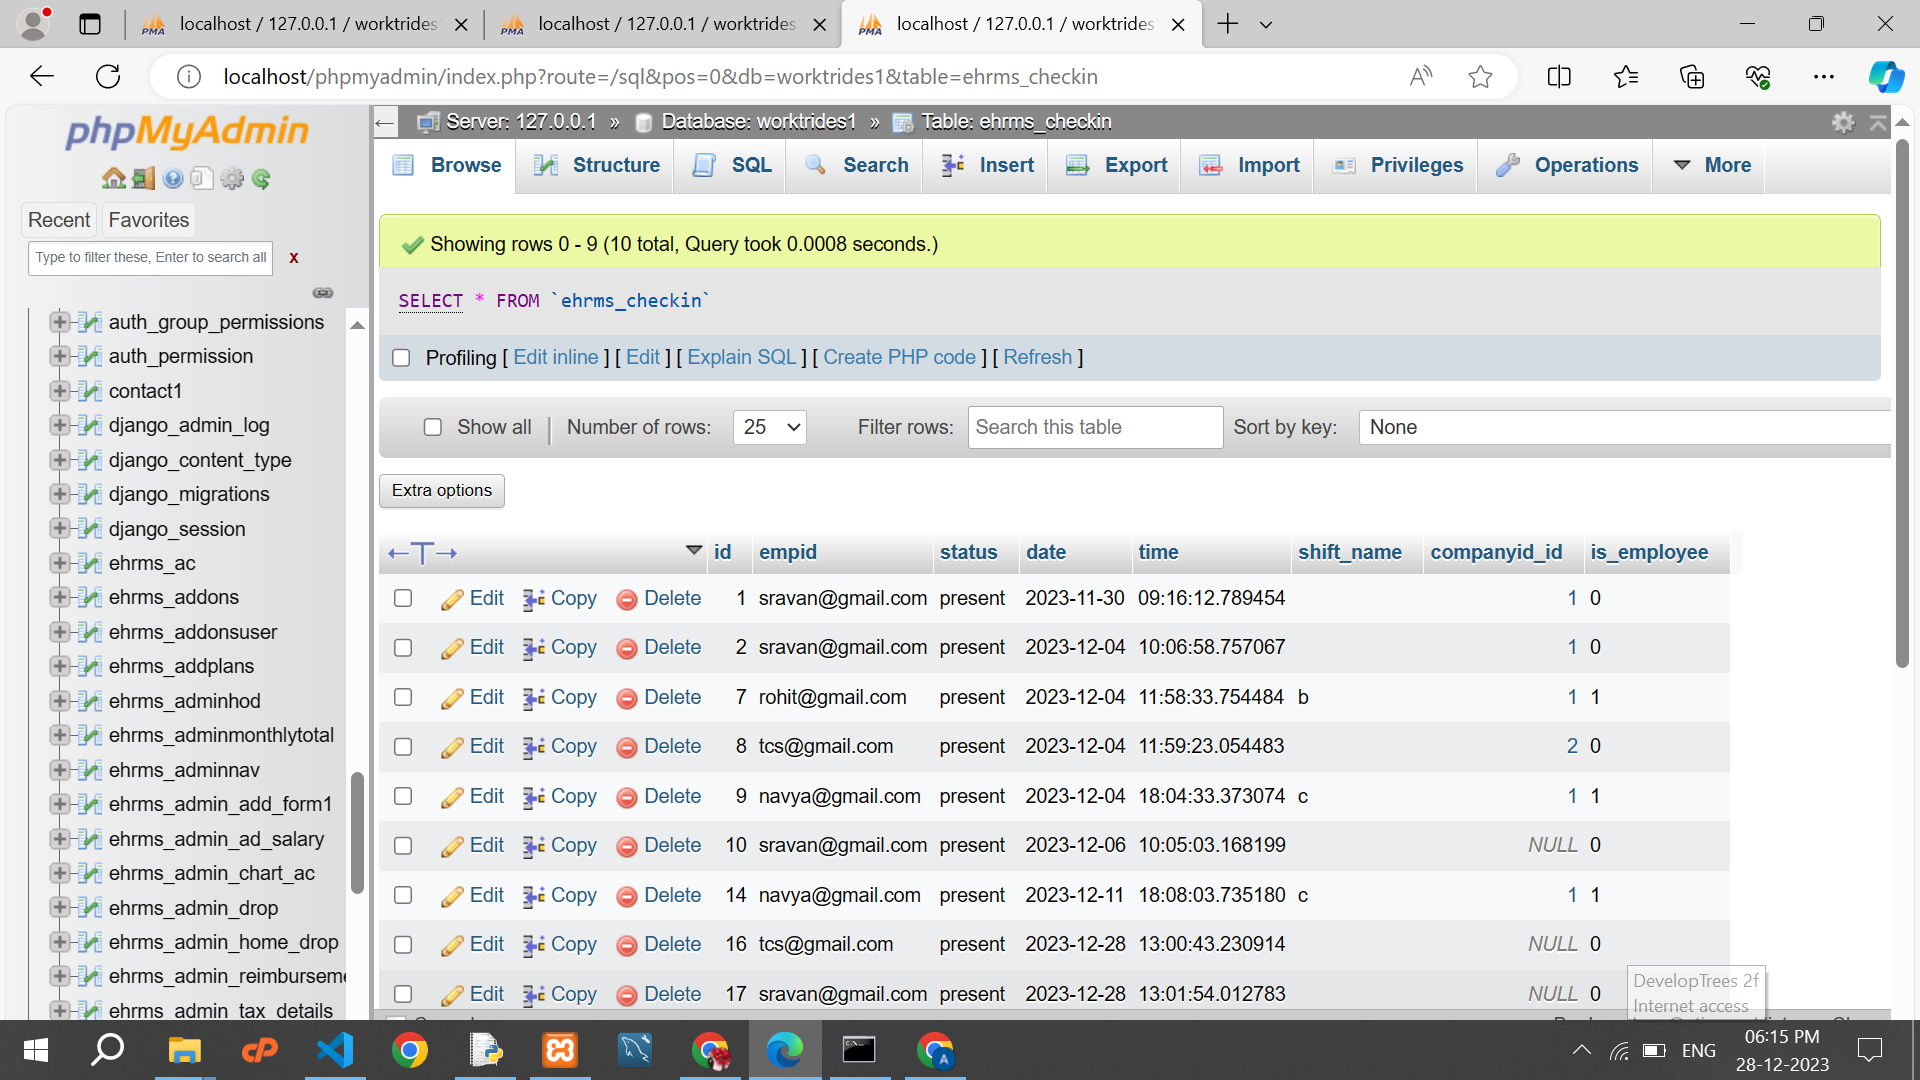 localhost / 127.0.0.1 / worktrides
localhost / 127.0.0.1 / worktrides
localhost / 127.0.0.1 / worktrides
localhost/phpmyadmin/index.php?route=/sql&pos=0&db=worktrides1&table=ehrms_checkin
phpMyAdmin
Recent Favorites
Type to filter these, Enter to search all X
auth_group_permissions
auth_permission
contact1
django_admin_log
django_content_type
django_migrations
django_session
ehrms_ac
ehrms_addons
ehrms_addonsuser
ehrms_addplans
ehrms_adminhod
ehrms_adminmonthlytotal
ehrms_adminnav
ehrms_admin_add_form1
ehrms_admin_ad_salary
ehrms_admin_chart_ac
ehrms_admin_drop
ehrms_admin_home_drop
ehrms_admin_reimburseme
ehrms_admin_tax_details
Server: 127.0.0.1 » Database: worktrides1 » Table: ehrms_checkin
Browse Structure SQL Search Insert Export Import Privileges Operations More
Showing rows 0 - 9 (10 total, Query took 0.0008 seconds.)
SELECT * FROM `ehrms_checkin`
Profiling [ Edit inline ] [ Edit ] [ Explain SQL ] [ Create PHP code ] [ Refresh ]
Show all Number of rows: 25 Filter rows: Search this table Sort by key: None
Extra options
id empid status date time shift_name companyid_id is_employee
Edit Copy Delete 1 sravan@gmail.com present 2023-11-30 09:16:12.789454 1 0
Edit Copy Delete 2 sravan@gmail.com present 2023-12-04 10:06:58.757067 1 0
Edit Copy Delete 7 rohit@gmail.com present 2023-12-04 11:58:33.754484 b 1 1
Edit Copy Delete 8 tcs@gmail.com present 2023-12-04 11:59:23.054483 2 0
Edit Copy Delete 9 navya@gmail.com present 2023-12-04 18:04:33.373074 c 1 1
Edit Copy Delete 10 sravan@gmail.com present 2023-12-06 10:05:03.168199 NULL 0
Edit Copy Delete 14 navya@gmail.com present 2023-12-11 18:08:03.735180 c 1 1
Edit Copy Delete 16 tcs@gmail.com present 2023-12-28 13:00:43.230914 NULL 0
Edit Copy Delete 17 sravan@gmail.com present 2023-12-28 13:01:54.012783 NULL 0
DevelopTrees 2f
Internet access
ENG
06:15 PM
28-12-2023